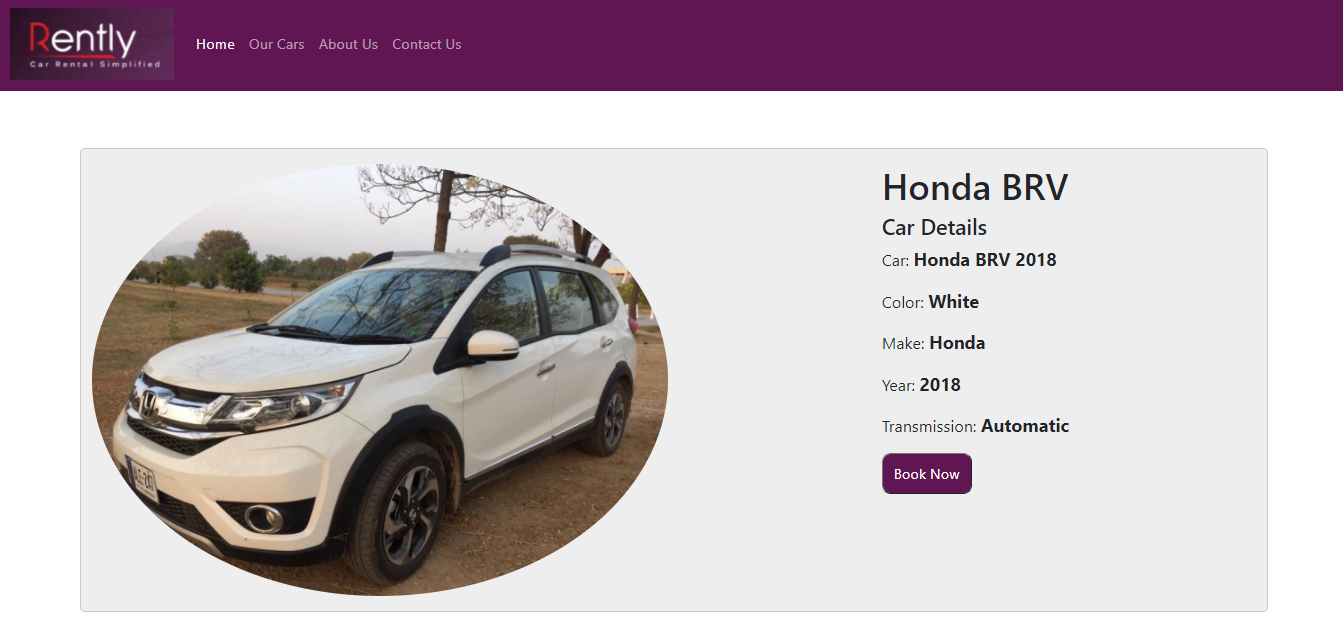 Rently
Car Rental Simplified
Home Our Cars About Us Contact Us
Honda BRV
Car Details
Car: Honda BRV 2018
Color: White
Make: Honda
Year: 2018
Transmission: Automatic
Book Now